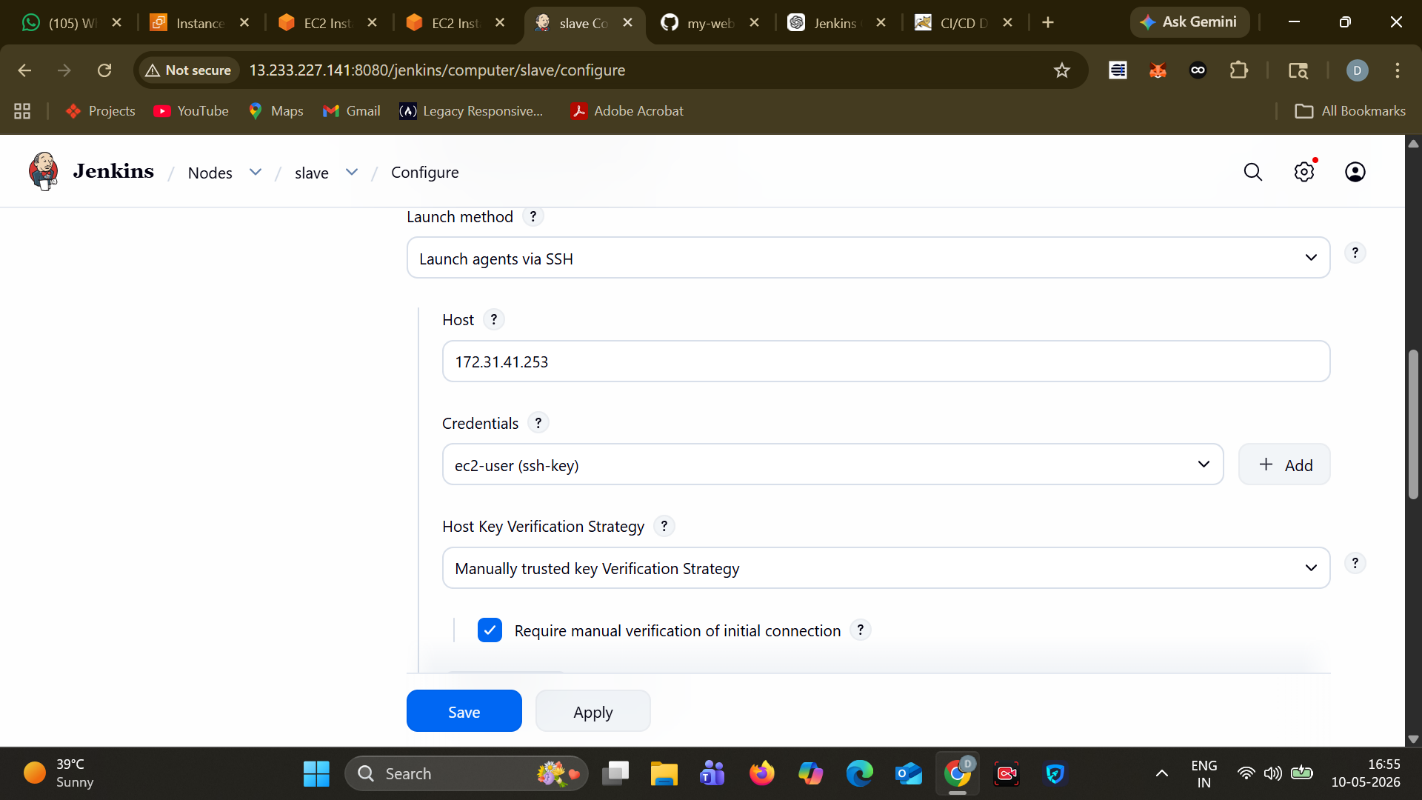 (105) W
Instance
EC2 Inst
EC2 Inst
slave Co
my-web
Jenkins
CI/CD D
Ask Gemini
Not secure
13.233.227.141:8080/jenkins/computer/slave/configure
D
Projects
YouTube
Maps
Gmail
Legacy Responsive...
Adobe Acrobat
All Bookmarks
Jenkins / Nodes / slave / Configure
Launch method ?
Launch agents via SSH
?
Host ?
172.31.41.253
Credentials ?
ec2-user (ssh-key)
+ Add
Host Key Verification Strategy ?
Manually trusted key Verification Strategy
?
Require manual verification of initial connection ?
Save
Apply
39°C
Sunny
Search
ENG
IN
16:55
10-05-2026